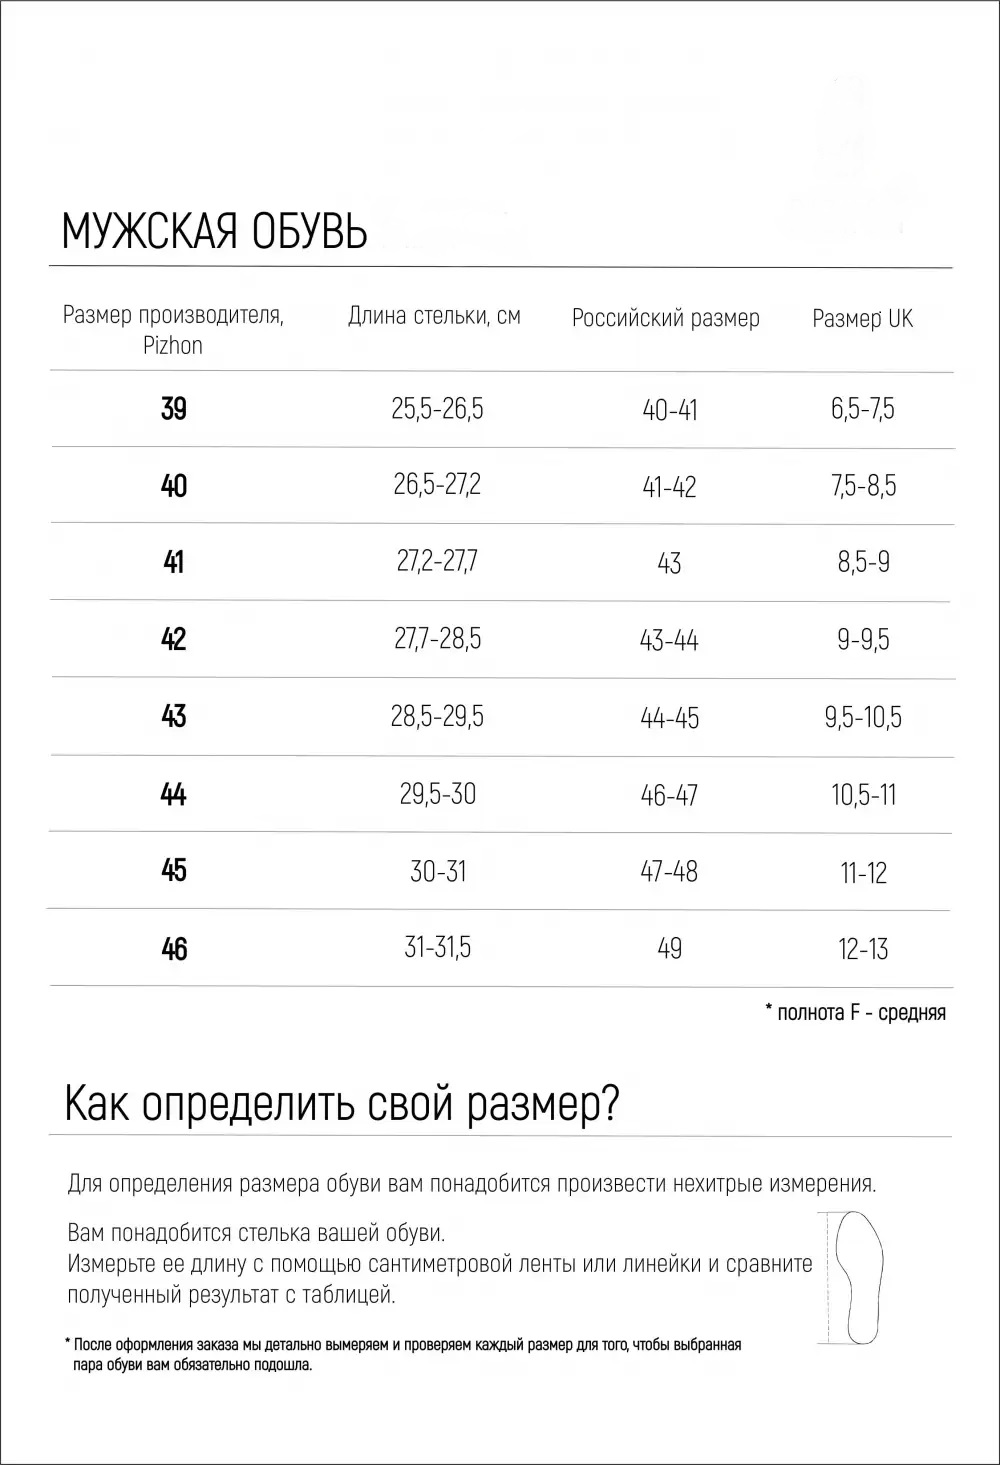 МУЖСКАЯ ОБУВЬ
Размер производителя, Pizhon Длина стельки, см Российский размер Размер UK
39 25,5-26,5 40-41 6,5-7,5
40 26,5-27,2 41-42 7,5-8,5
41 27,2-27,7 43 8,5-9
42 27,7-28,5 43-44 9-9,5
43 28,5-29,5 44-45 9,5-10,5
44 29,5-30 46-47 10,5-11
45 30-31 47-48 11-12
46 31-31,5 49 12-13
* полнота F - средняя
Как определить свой размер?
Для определения размера обуви вам понадобится произвести нехитрые измерения.
Вам понадобится стелька вашей обуви.
Измерьте ее длину с помощью сантиметровой ленты или линейки и сравните
полученный результат с таблицей.
* После оформления заказа мы детально вымеряем и проверяем каждый размер для того, чтобы выбранная
пара обуви вам обязательно подошла.